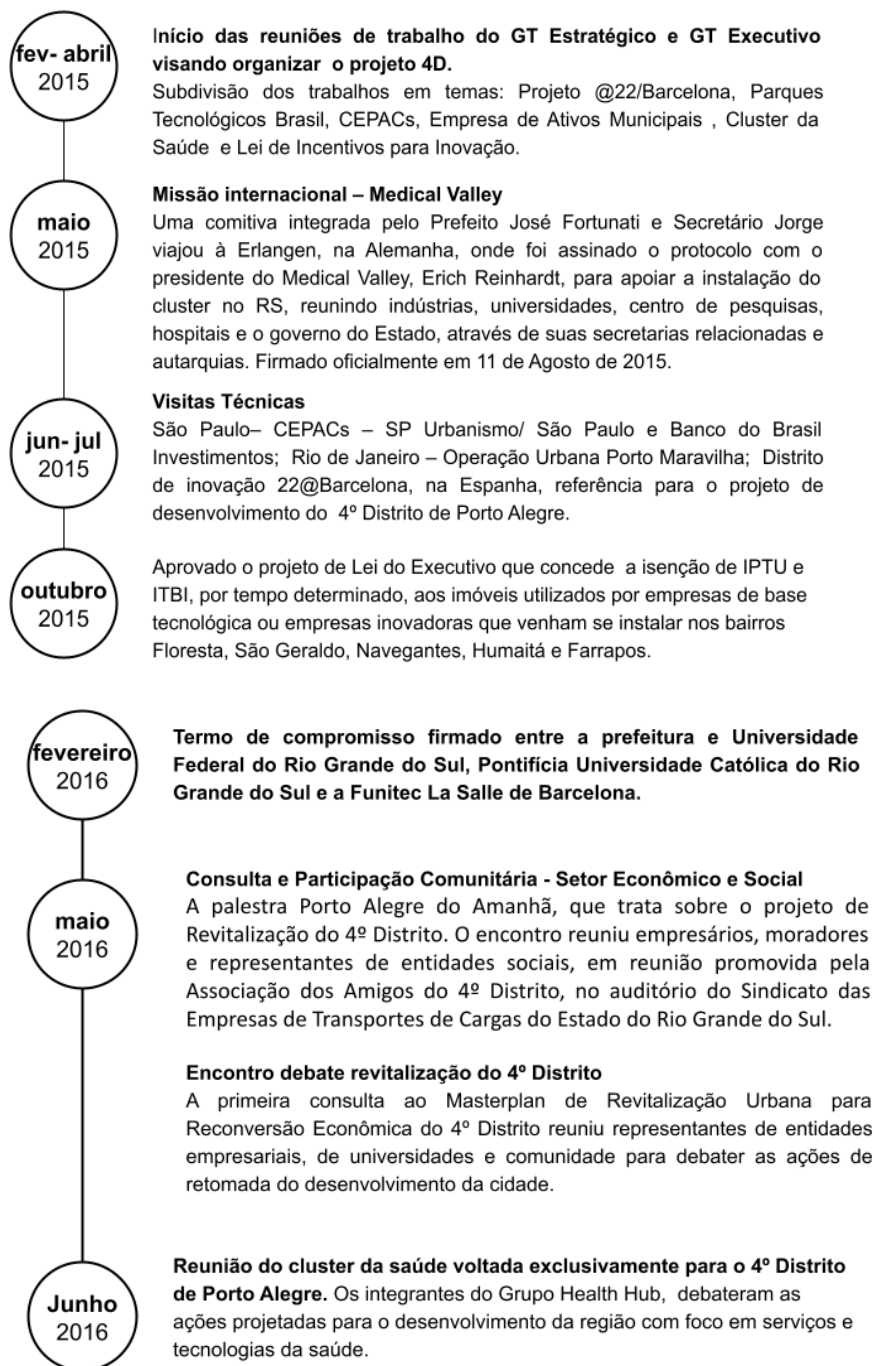 fev- abril
2015
Início das reuniões de trabalho do GT Estratégico e GT Executivo
visando organizar o projeto 4D.
Subdivisão dos trabalhos em temas: Projeto @22/Barcelona, Parques
Tecnológicos Brasil, CEPACs, Empresa de Ativos Municipais , Cluster da
Saúde e Lei de Incentivos para Inovação.
maio
2015
Missão internacional – Medical Valley
Uma comitiva integrada pelo Prefeito José Fortunati e Secretário Jorge
viajou à Erlangen, na Alemanha, onde foi assinado o protocolo com o
presidente do Medical Valley, Erich Reinhardt, para apoiar a instalação do
cluster no RS, reunindo indústrias, universidades, centro de pesquisas,
hospitais e o governo do Estado, através de suas secretarias relacionadas e
autarquias. Firmado oficialmente em 11 de Agosto de 2015.
jun- jul
2015
Visitas Técnicas
São Paulo– CEPACs – SP Urbanismo/ São Paulo e Banco do Brasil
Investimentos; Rio de Janeiro – Operação Urbana Porto Maravilha; Distrito
de inovação 22@Barcelona, na Espanha, referência para o projeto de
desenvolvimento do 4º Distrito de Porto Alegre.
outubro
2015
Aprovado o projeto de Lei do Executivo que concede a isenção de IPTU e
ITBI, por tempo determinado, aos imóveis utilizados por empresas de base
tecnológica ou empresas inovadoras que venham se instalar nos bairros
Floresta, São Geraldo, Navegantes, Humaitá e Farrapos.
fevereiro
2016
Termo de compromisso firmado entre a prefeitura e Universidade
Federal do Rio Grande do Sul, Pontifícia Universidade Católica do Rio
Grande do Sul e a Funitec La Salle de Barcelona.
maio
2016
Consulta e Participação Comunitária - Setor Econômico e Social
A palestra Porto Alegre do Amanhã, que trata sobre o projeto de
Revitalização do 4º Distrito. O encontro reuniu empresários, moradores
e representantes de entidades sociais, em reunião promovida pela
Associação dos Amigos do 4º Distrito, no auditório do Sindicato das
Empresas de Transportes de Cargas do Estado do Rio Grande do Sul.
Encontro debate revitalização do 4º Distrito
A primeira consulta ao Masterplan de Revitalização Urbana para
Reconversão Econômica do 4º Distrito reuniu representantes de entidades
empresariais, de universidades e comunidade para debater as ações de
retomada do desenvolvimento da cidade.
Junho
2016
Reunião do cluster da saúde voltada exclusivamente para o 4º Distrito
de Porto Alegre. Os integrantes do Grupo Health Hub, debateram as
ações projetadas para o desenvolvimento da região com foco em serviços e
tecnologias da saúde.